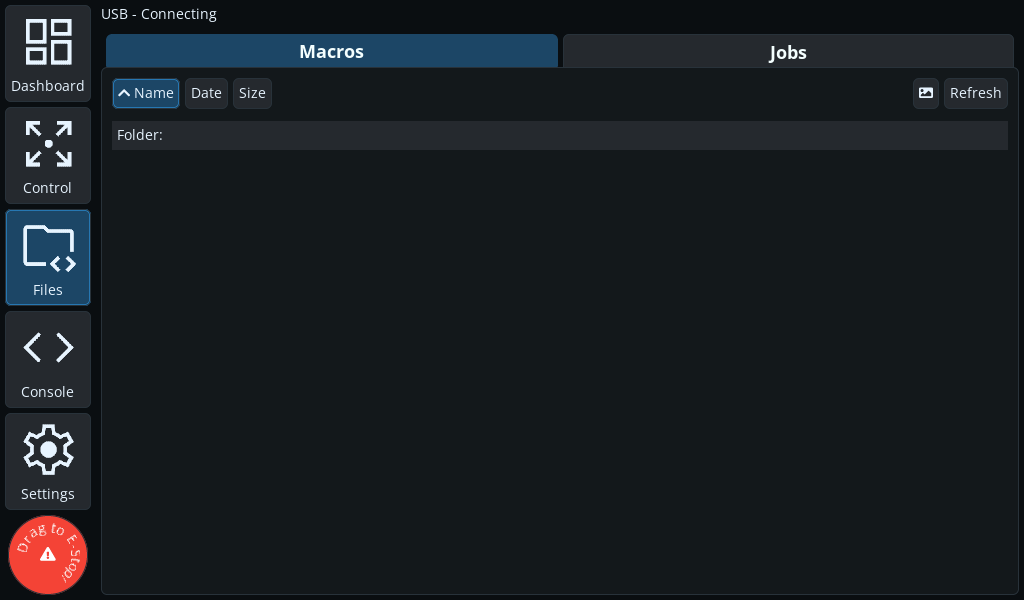 USB - Connecting
Dashboard
Control
Files
Console
Settings
Drag to E-Stop!
Macros
Jobs
Name
Date
Size
Refresh
Folder: